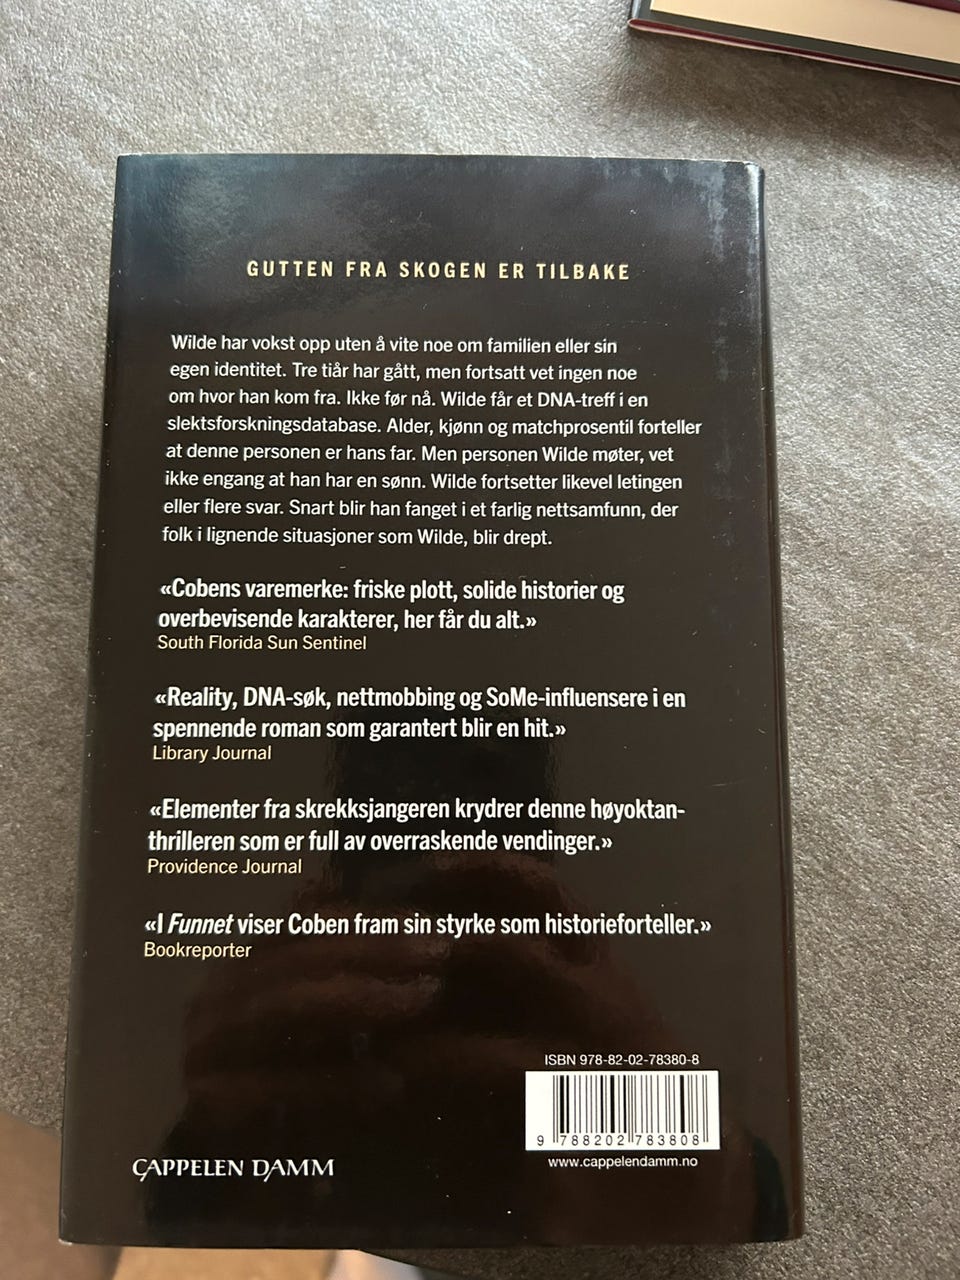 GUTTEN FRA SKOGEN ER TILBAKE
Wilde har vokst opp uten å vite noe om familien eller sin
egen identitet. Tre tiår har gått, men fortsatt vet ingen noe
om hvor han kom fra. Ikke før nå. Wilde får et DNA-treff i en
slektsforskningsdatabase. Alder, kjønn og matchprosentil forteller
at denne personen er hans far. Men personen Wilde møter, vet
ikke engang at han har en sønn. Wilde fortsetter likevel letingen
eller flere svar. Snart blir han fanget i et farlig nettsamfunn, der
folk i lignende situasjoner som Wilde, blir drept.
«Cobens varemerke: friske plott, solide historier og
overbevisende karakterer, her får du alt.»
South Florida Sun Sentinel
«Reality, DNA-søk, nettmobbing og SoMe-influensere i en
spennende roman som garantert blir en hit.»
Library Journal
«Elementer fra skrekksjangeren krydrer denne høyoktan-
thrilleren som er full av overraskende vendinger.»
Providence Journal
«I Funnet viser Coben fram sin styrke som historieforteller.»
Bookreporter
ISBN 978-82-02-78380-8
9 788202 783808
www.cappelendamm.no
CAPPELEN DAMM